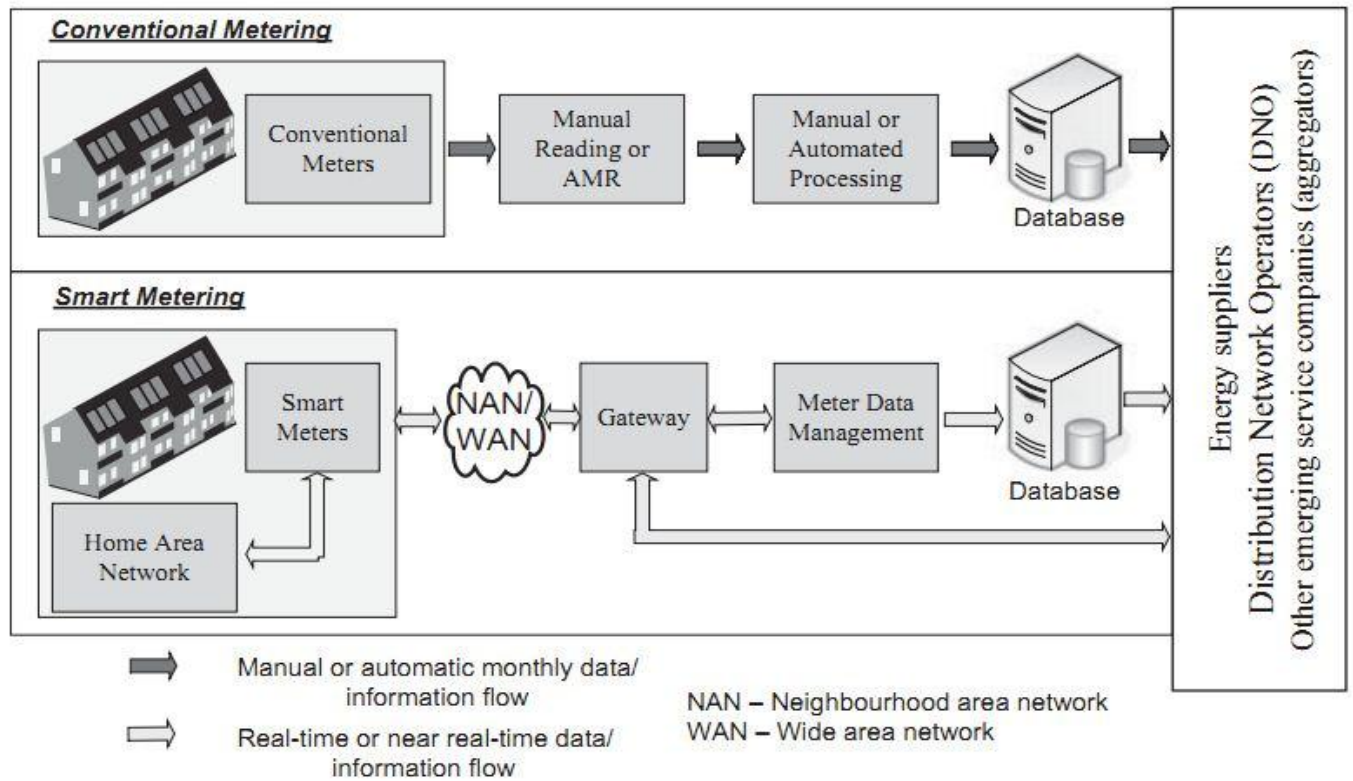 Conventional Metering
Conventional
Meters
Manual
Reading or
AMR
Manual or
Automated
Processing
Database
Smart Metering
Smart
Meters
Home Area
Network
NAN/
WAN
Gateway
Meter Data
Management
Database
Energy suppliers
Distribution Network Operators (DNO)
Other emerging service companies (aggregators)
Manual or automatic monthly data/
information flow
Real-time or near real-time data/
information flow
NAN – Neighbourhood area network
WAN – Wide area network